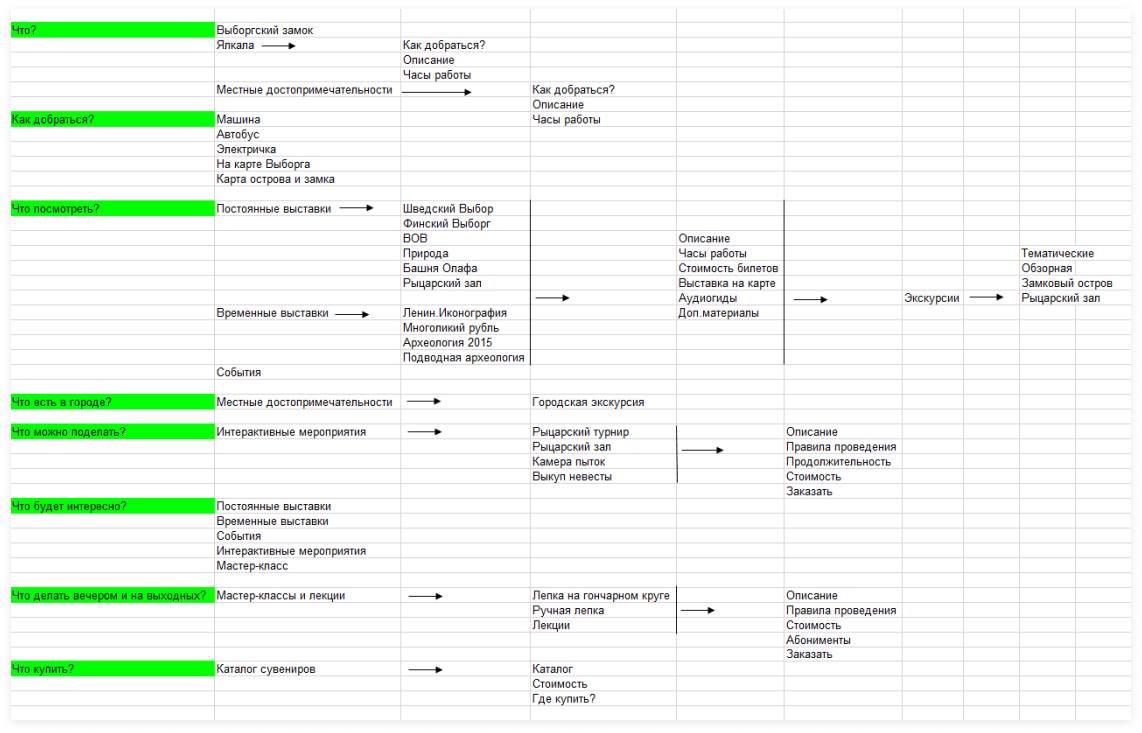 Что? Выборгский замок
Ялкала Как добраться?
Описание
Часы работы
Местные достопримечательности Как добраться?
Описание
Как добраться? Машина Часы работы
Автобус
Электричка
На карте Выборга
Карта острова и замка
Что посмотреть? Постоянные выставки Шведский Выбор
Финский Выборг
ВОВ Описание
Природа Часы работы Тематические
Башня Олафа Стоимость билетов Обзорная
Рыцарский зал Выставка на карте Замковый остров
Аудиогиды Экскурсии Рыцарский зал
Временные выставки Ленин.Иконография Доп.материалы
Многоликий рубль
Археология 2015
Подводная археология
События
Что есть в городе? Местные достопримечательности Городская экскурсия
Что можно поделать? Интерактивные мероприятия Рыцарский турнир Описание
Рыцарский зал Правила проведения
Камера пыток Продолжительность
Выкуп невесты Стоимость
Заказать
Что будет интересно? Постоянные выставки
Временные выставки
События
Интерактивные мероприятия
Мастер-класс
Что делать вечером и на выходных? Мастер-классы и лекции Лепка на гончарном круге Описание
Ручная лепка Правила проведения
Лекции Стоимость
Абонименты
Заказать
Что купить? Каталог сувениров Каталог
Стоимость
Где купить?